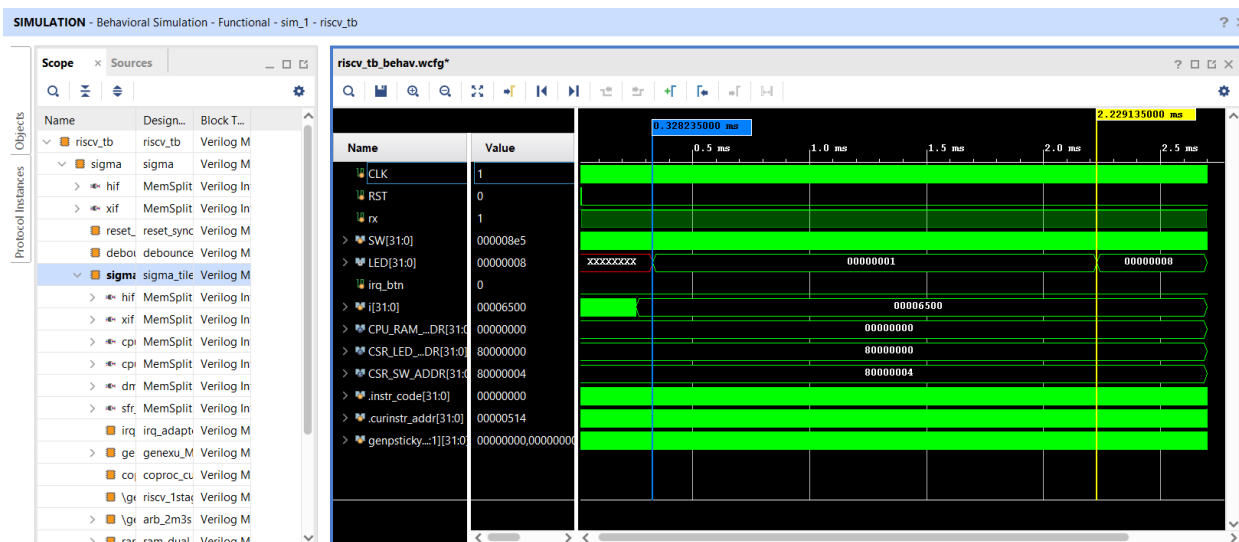 SIMULATION - Behavioral Simulation - Functional - sim_1 - riscv_tb
?
Objects
Protocol Instances
Scope × Sources
Name Design... Block T...
riscv_tb riscv_tb Verilog M
sigma sigma Verilog M
hif MemSplit Verilog In
xif MemSplit Verilog In
reset_ reset_sync Verilog M
debou debounce Verilog M
sigma sigma_tile Verilog M
hif MemSplit Verilog In
xif MemSplit Verilog In
cpu MemSplit Verilog In
cpu MemSplit Verilog In
dm MemSplit Verilog In
sfr_ MemSplit Verilog In
irq irq_adapt Verilog M
ge genexu_M Verilog M
co coproc_cu Verilog M
\ge riscv_1stag Verilog M
\ge arb_2m3s Verilog M
ram ram_dual Verilog M
riscv_tb_behav.wcfg*
?
Name Value
CLK 1
RST 0
rx 1
SW[31:0] 000008e5
LED[31:0] 00000008
irq_btn 0
i[31:0] 00006500
CPU_RAM_...DR[31:0] 00000000
CSR_LED_...DR[31:0] 80000000
CSR_SW_ADDR[31:0 80000004
.instr_code[31:0] 00000000
.curinstr_addr[31:0] 00000514
genpsticky...:1][31:0] 00000000,00000000
2.229135000 ms
0.328235000 ms
0.5 ms 1.0 ms 1.5 ms 2.0 ms 2.5 ms
XXXXXXXX 00000001 00000008
00006500
00000000
80000000
80000004